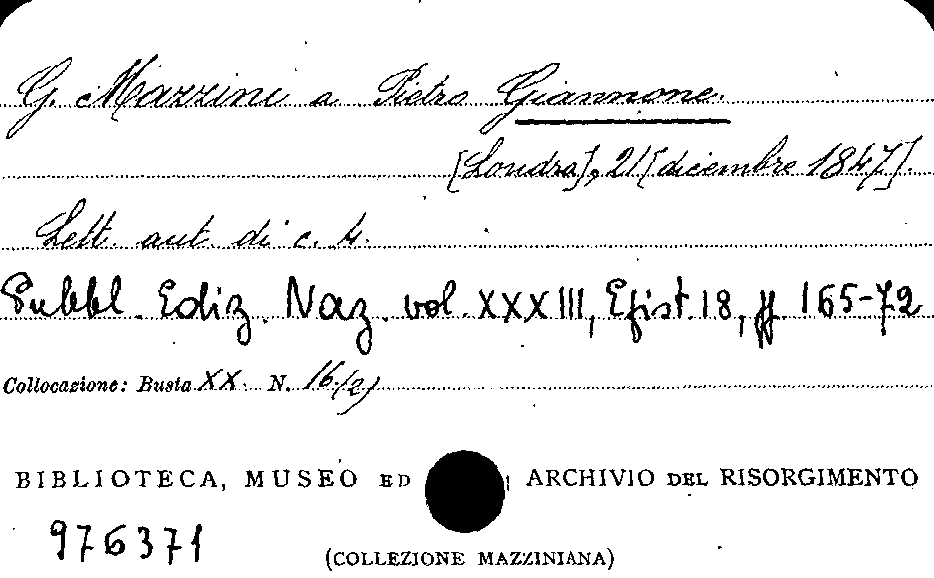 G. Mazzini a Pietro Giannone.
[Londra], 21 [dicembre 1847].
Lett. aut. di c. 4.
Pubbl. Ediz. Naz. vol. XXXIII, Epist. 18, pp. 165-72
Collocazione: Busta XX N. 16(2)
BIBLIOTECA, MUSEO ED ARCHIVIO DEL RISORGIMENTO
976371
(COLLEZIONE MAZZINIANA)